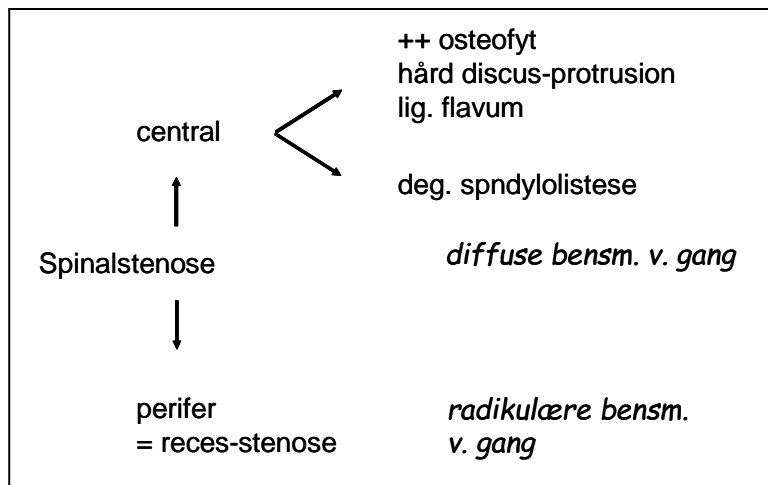 ++ osteofyt
hård discus-protrusion
lig. flavum
central
deg. spndylolistese
Spinalstenose
diffuse bensm. v. gang
perifer
= reces-stenose
radikulære bensm.
v. gang